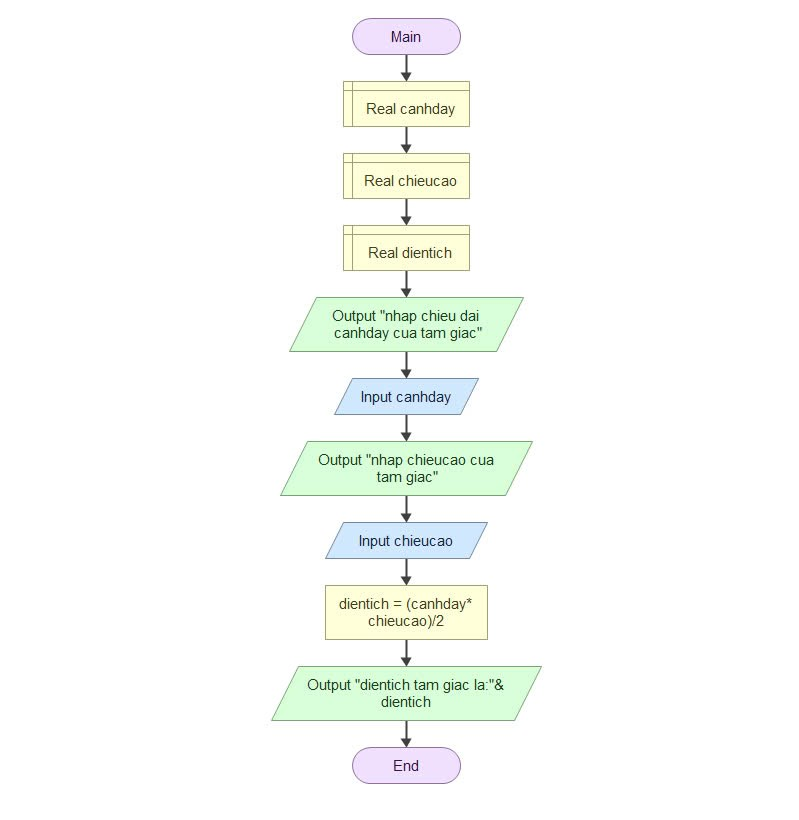 Main
Real canhday
Real chieucao
Real dientich
Output "nhap chieu dai
canhday cua tam giac"
Input canhday
Output "nhap chieucao cua
tam giac"
Input chieucao
dientich = (canhday*
chieucao)/2
Output "dientich tam giac la:"&
dientich
End